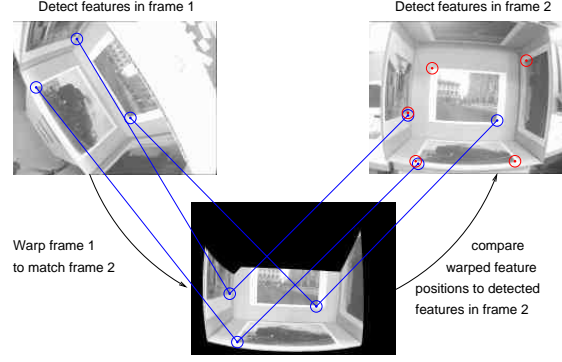 Detect features in frame 1
Detect features in frame 2
Warp frame 1
to match frame 2
compare
warped feature
positions to detected
features in frame 2